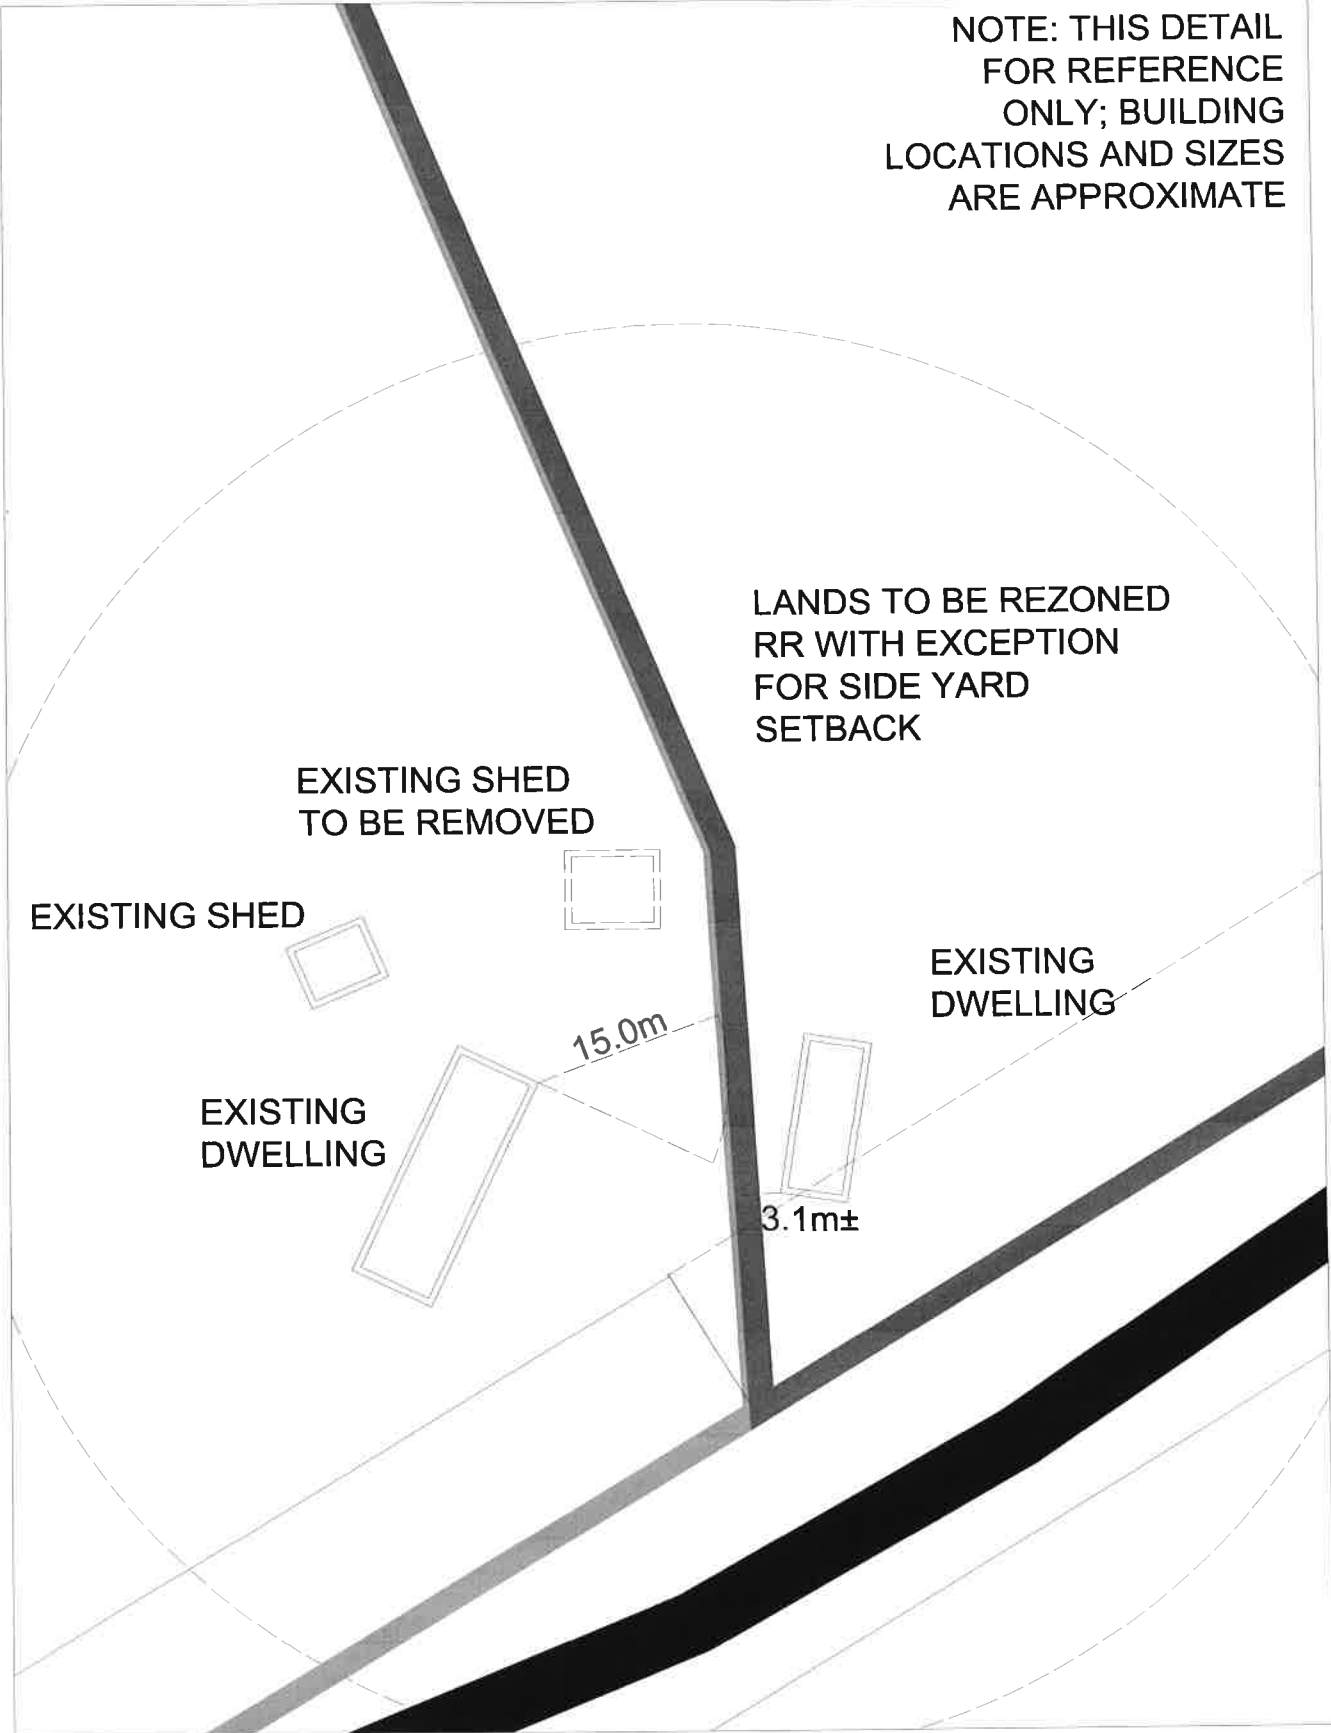 NOTE: THIS DETAIL
FOR REFERENCE
ONLY; BUILDING
LOCATIONS AND SIZES
ARE APPROXIMATE
LANDS TO BE REZONED
RR WITH EXCEPTION
FOR SIDE YARD
SETBACK
EXISTING SHED
TO BE REMOVED
EXISTING SHED
EXISTING
DWELLING
15.0m
EXISTING
DWELLING
3.1m±